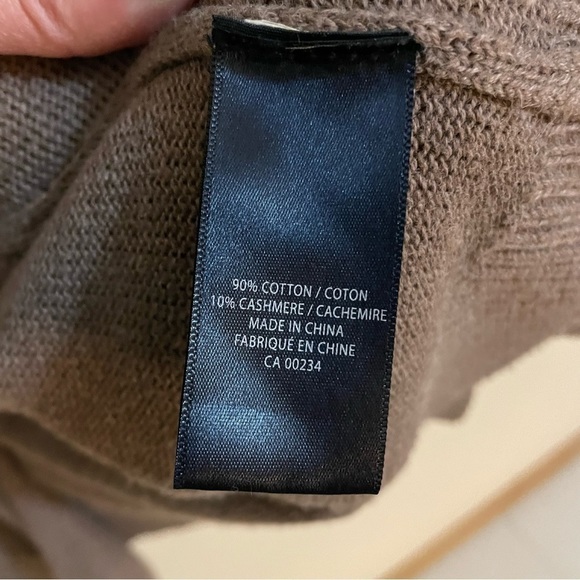 90% COTTON / COTON
10% CASHMERE / CACHEMIRE
MADE IN CHINA
FABRIQUÉ EN CHINE
CA 00234